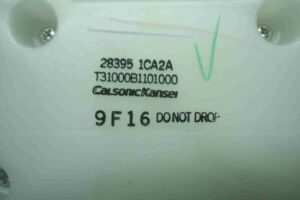 28395 1CA2A
T31000B1101000
CalsonicKansei
9F16 DO NOT DROP